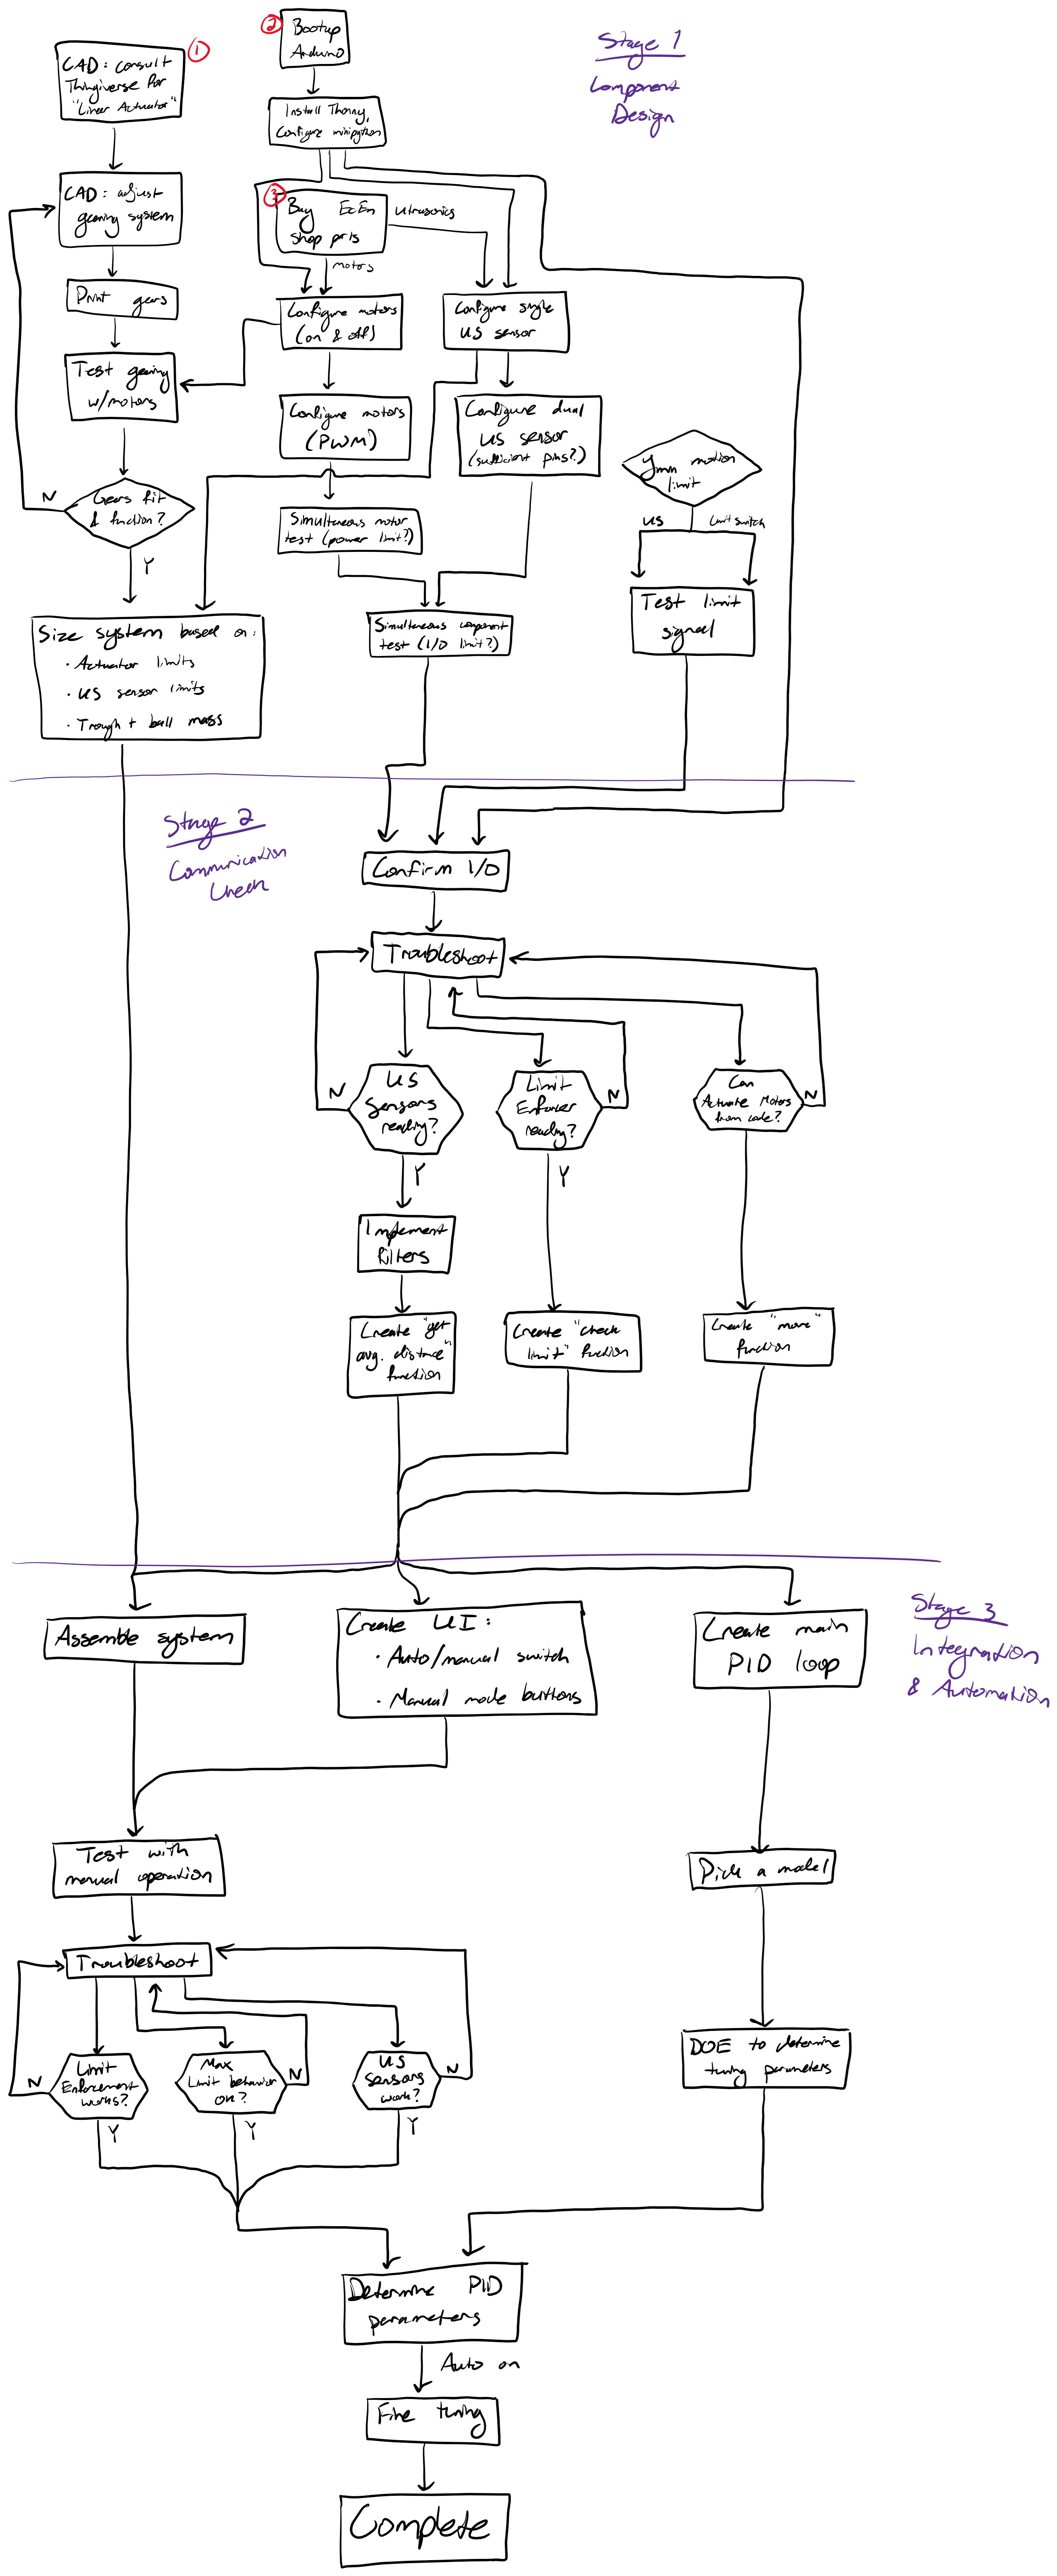 Stage 1
Component
Design
①
CAD: consult
Thingiverse for
"Linear Actuator"
②
Bootup
Arduino
Install Thonny,
Configure minipython
CAD: adjust
gearing system
③
Buy EcEn
shop parts
Ultrasonics
motors
Print gears
Configure motors
(on & off)
Configure single
US sensor
Test gearing
w/motors
Configure motors
(PWM)
Configure dual
US sensor
(sufficient pins?)
Ymin motion
limit
US
Limit switch
N
Gears fit
& function?
Y
Simultaneous motor
test (power limit?)
Test limit
signal
Size system based on:
· Actuator limits
· US sensor limits
· Trough + ball mass
Simultaneous component
test (I/O limit?)
Stage 2
Communication
Check
Confirm I/O
Troubleshoot
N
US
Sensors
reading?
Y
Limit
Enforcer
reading?
N
Y
Can
Actuate Motors
from code?
N
Implement
filters
Create "get
avg. distance"
function
Create "check
limit" function
Create "move"
function
Stage 3
Integration
& Automation
Assemble system
Create UI:
· Auto/manual switch
· Manual mode buttons
Create main
PID loop
Test with
manual operation
Pick a model
Troubleshoot
DOE to determine
tuning parameters
N
Limit
Enforcement
works?
Y
Max
Limit behavior
ok?
N
Y
US
Sensors
work?
N
Y
Determine PID
parameters
Auto on
Fine tuning
Complete